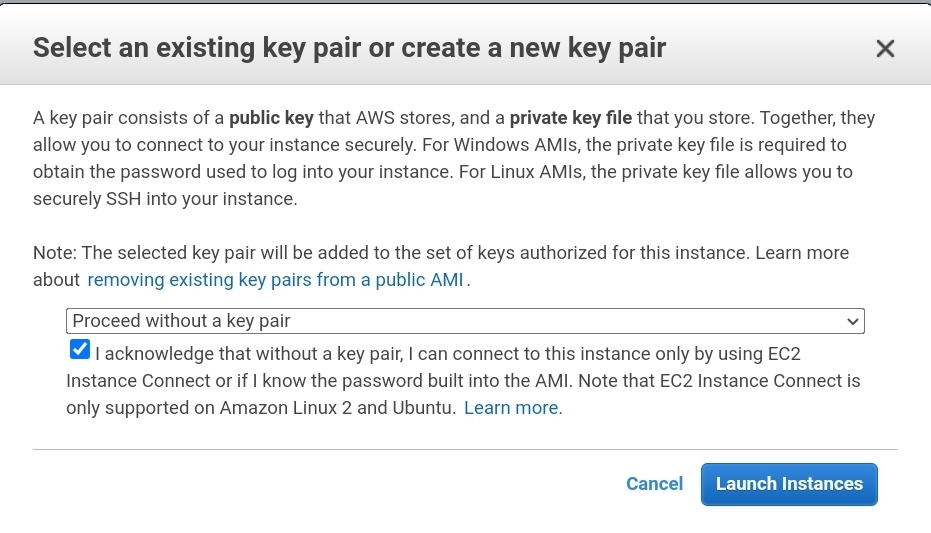 Select an existing key pair or create a new key pair
A key pair consists of a public key that AWS stores, and a private key file that you store. Together, they
allow you to connect to your instance securely. For Windows AMIs, the private key file is required to
obtain the password used to log into your instance. For Linux AMIs, the private key file allows you to
securely SSH into your instance.
Note: The selected key pair will be added to the set of keys authorized for this instance. Learn more
about removing existing key pairs from a public AMI.
Proceed without a key pair
I acknowledge that without a key pair, I can connect to this instance only by using EC2
Instance Connect or if I know the password built into the AMI. Note that EC2 Instance Connect is
only supported on Amazon Linux 2 and Ubuntu. Learn more.
Cancel Launch Instances